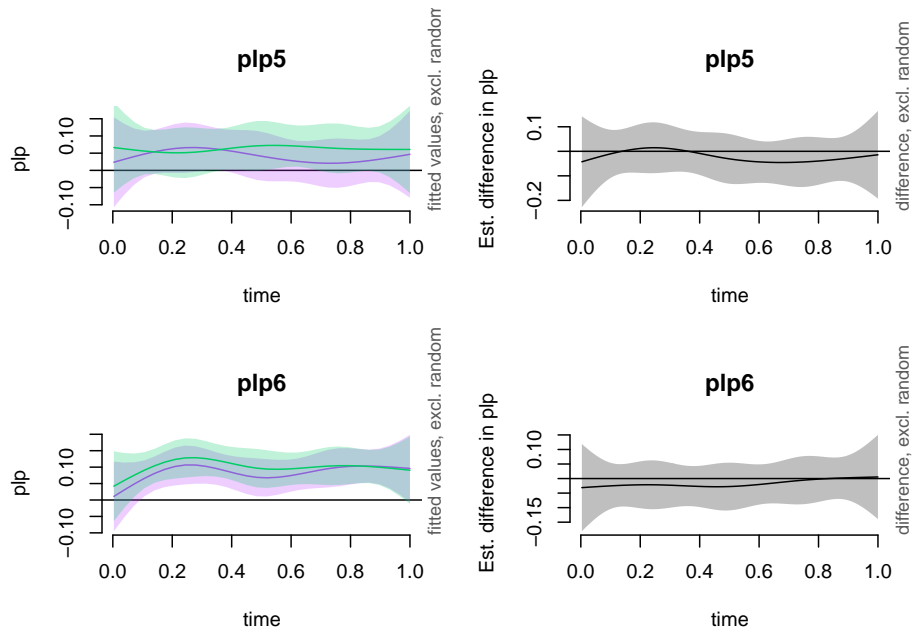 plp5
plp
0.10
−0.10
0.0 0.2 0.4 0.6 0.8 1.0
time
fitted values, excl. random
plp5
Est. difference in plp
0.1
−0.2
0.0 0.2 0.4 0.6 0.8 1.0
time
difference, excl. random
plp6
plp
0.10
−0.10
0.0 0.2 0.4 0.6 0.8 1.0
time
fitted values, excl. random
plp6
Est. difference in plp
0.10
−0.15
0.0 0.2 0.4 0.6 0.8 1.0
time
difference, excl. random